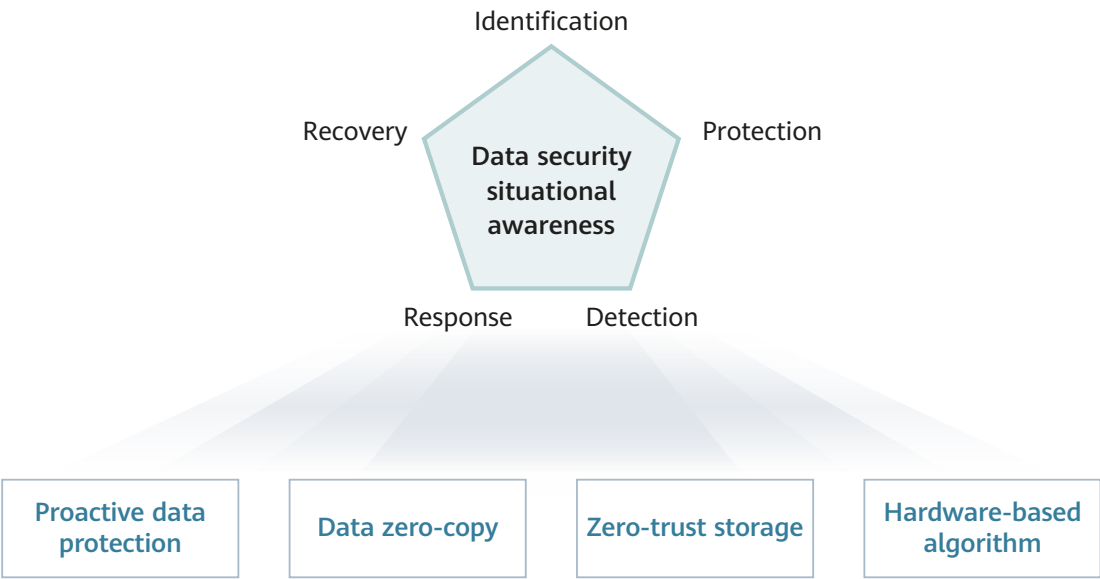 Identification
Recovery
Protection
Data security
situational
awareness
Response
Detection
Proactive data
protection
Data zero-copy
Zero-trust storage
Hardware-based
algorithm